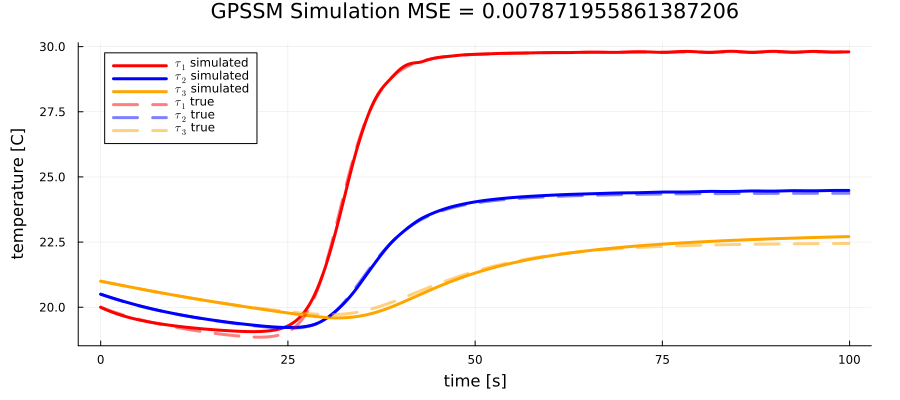 GPSSM Simulation MSE = 0.007871955861387206
30.0
27.5
25.0
22.5
20.0
temperature [C]
τ₁ simulated
τ₂ simulated
τ₃ simulated
τ₁ true
τ₂ true
τ₃ true
0
25
50
75
100
time [s]